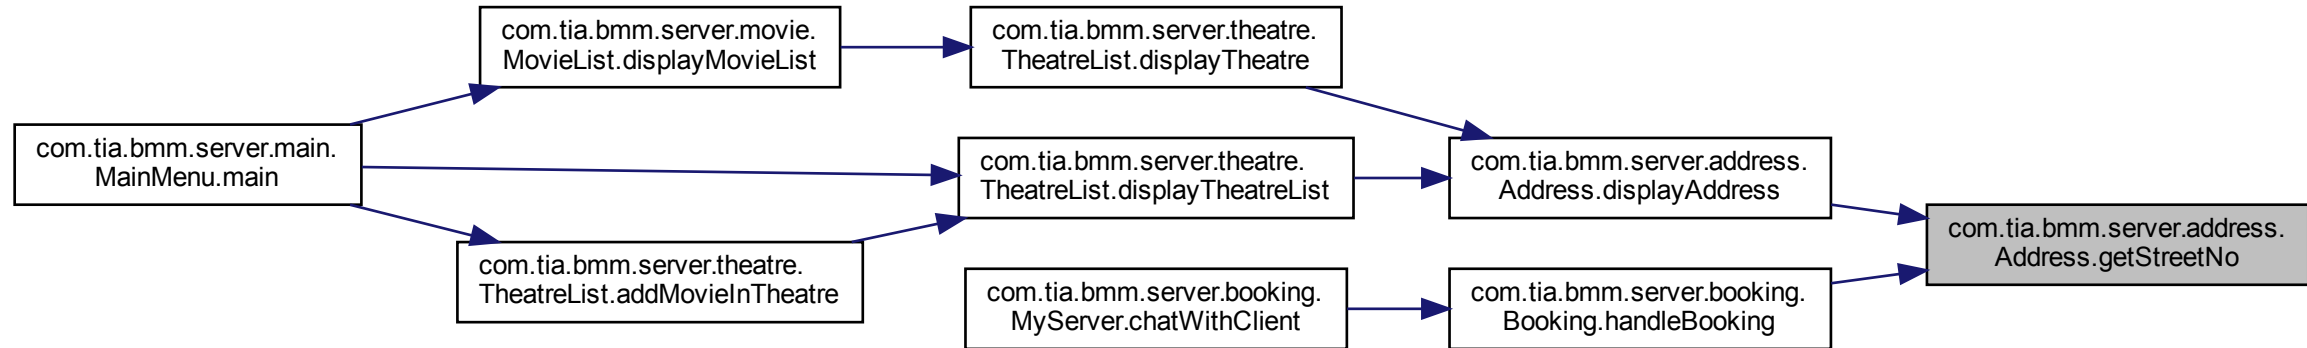 com.tia.bmm.server.movie.
MovieList.displayMovieList
com.tia.bmm.server.theatre.
TheatreList.displayTheatre
com.tia.bmm.server.main.
MainMenu.main
com.tia.bmm.server.theatre.
TheatreList.displayTheatreList
com.tia.bmm.server.address.
Address.displayAddress
com.tia.bmm.server.address.
Address.getStreetNo
com.tia.bmm.server.theatre.
TheatreList.addMovieInTheatre
com.tia.bmm.server.booking.
MyServer.chatWithClient
com.tia.bmm.server.booking.
Booking.handleBooking